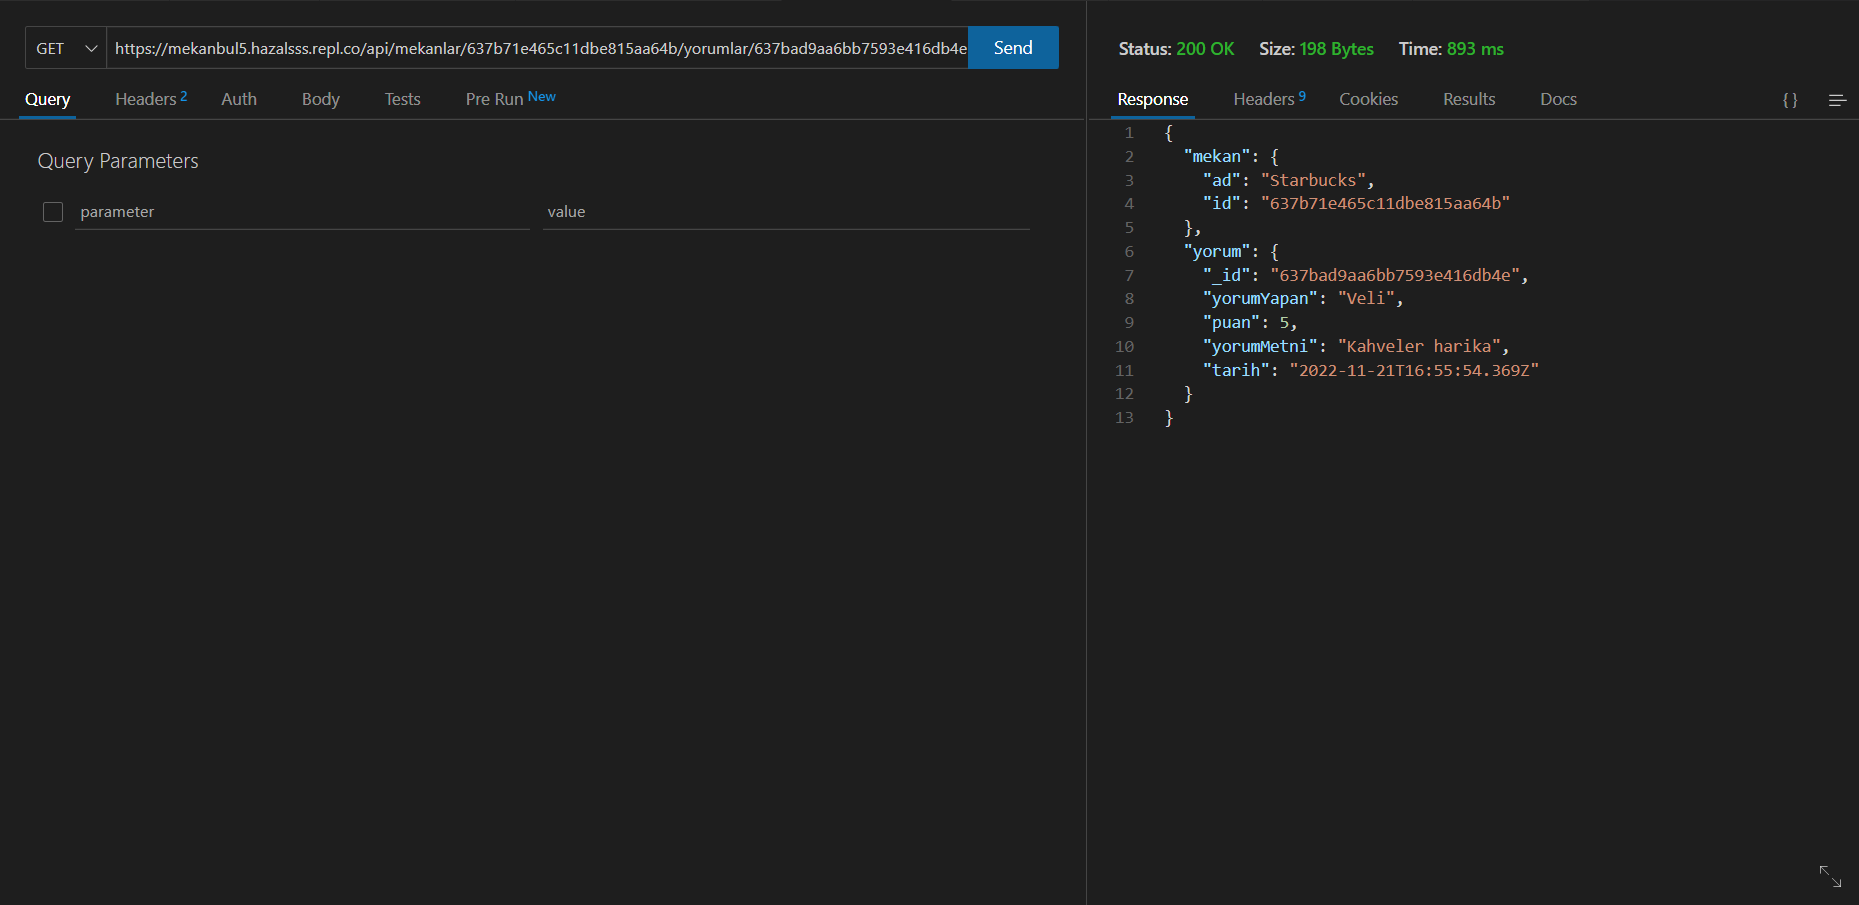 GET
https://mekanbul5.hazalsss.repl.co/api/mekanlar/637b71e465c11dbe815aa64b/yorumlar/637bad9aa6bb7593e416db4e
Send
Query
Headers 2
Auth
Body
Tests
Pre Run New
Query Parameters
parameter
value
Status: 200 OK Size: 198 Bytes Time: 893 ms
Response
Headers 9
Cookies
Results
Docs
{ }
1 {
2 "mekan": {
3 "ad": "Starbucks",
4 "id": "637b71e465c11dbe815aa64b"
5 },
6 "yorum": {
7 "_id": "637bad9aa6bb7593e416db4e",
8 "yorumYapan": "Veli",
9 "puan": 5,
10 "yorumMetni": "Kahveler harika",
11 "tarih": "2022-11-21T16:55:54.369Z"
12 }
13 }